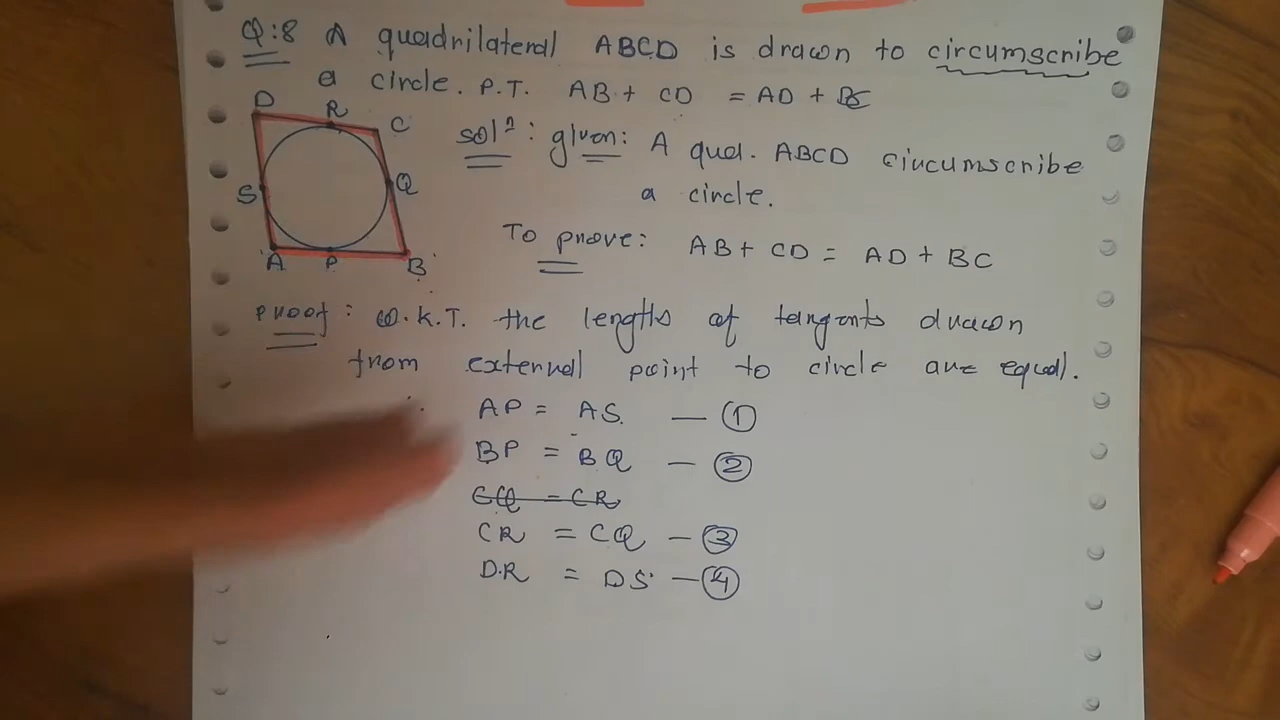 Q:8 A quadrilateral ABCD is drawn to circumscribe
a circle. P.T. AB + CD = AD + BC
D
R
C
S
Q
A
P
B
soln: given: A qual. ABCD circumscribe
a circle.
To prove: AB + CD = AD + BC
proof: W.K.T. the lengths of tangents drawn
from external point to circle are equal.
∴ AP = AS. — ①
BP = BQ — ②
CQ = CR
CR = CQ — ③
DR = DS — ④